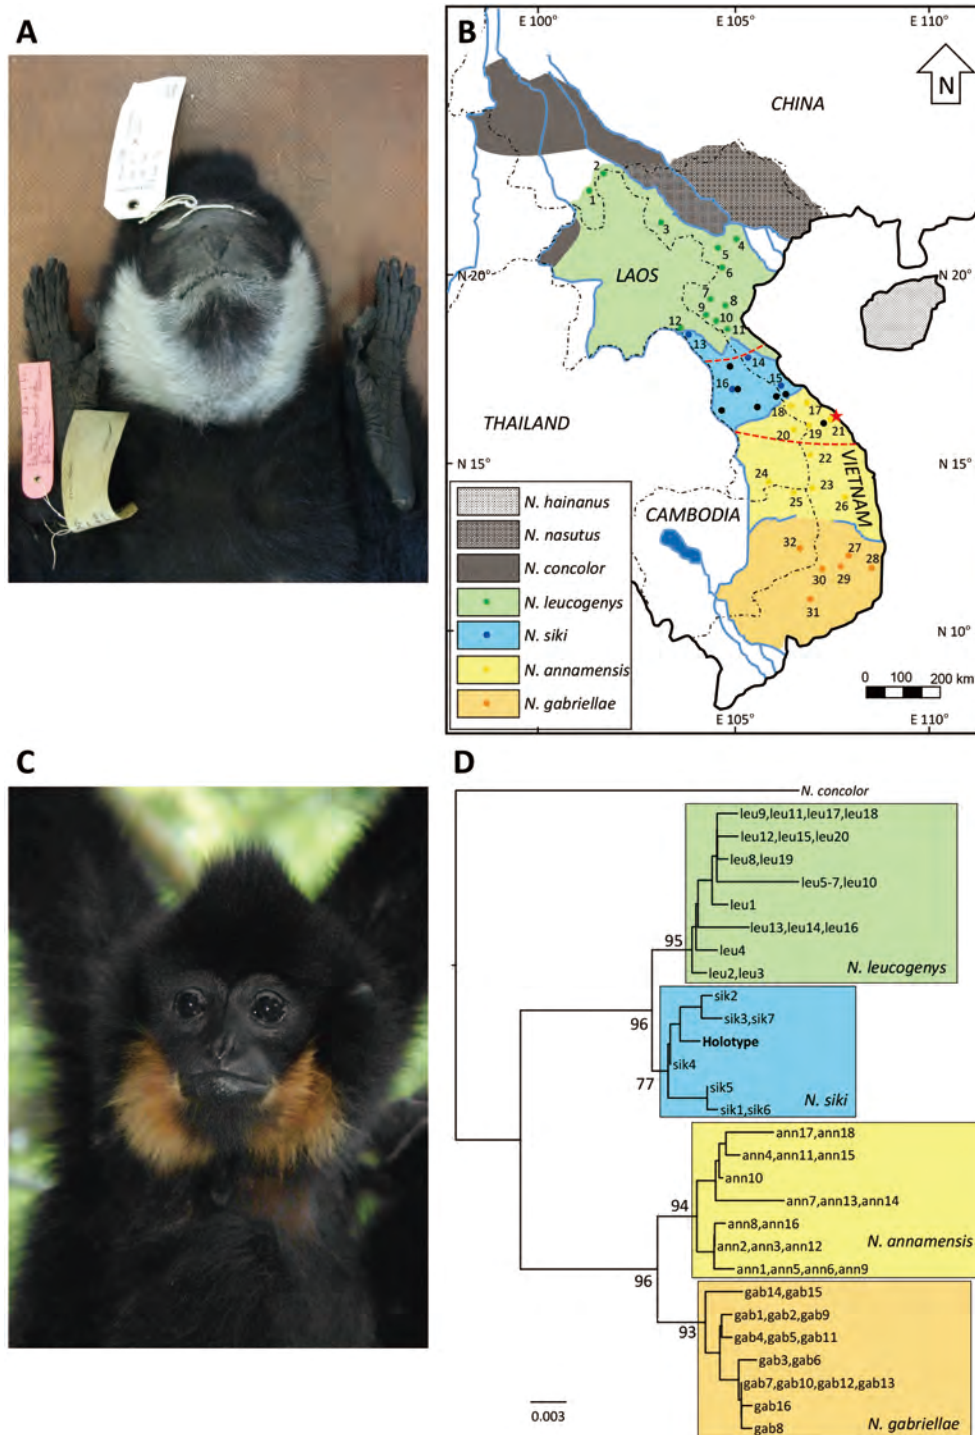 A
B
E 100°
E 105°
E 110°
N
CHINA
2
1
3
4
5
6
N 20°
LAOS
N 20°
7
8
9
10
11
12
13
14
15
16
THAILAND
18
17
20
19
21
22
N 15°
N 15°
VIETNAM
24
23
25
26
CAMBODIA
N. hainanus
N. nasutus
N. concolor
N. leucogenys
N. siki
N. annamensis
N. gabriellae
32
27
28
30
29
31
N 10°
0 100 200 km
E 105°
E 110°
C
D
N. concolor
leu9,leu11,leu17,leu18
leu12,leu15,leu20
leu8,leu19
leu5-7,leu10
leu1
leu13,leu14,leu16
95
leu4
leu2,leu3
N. leucogenys
sik2
sik3,sik7
96
Holotype
sik4
77
sik5
sik1,sik6
N. siki
ann17,ann18
ann4,ann11,ann15
ann10
ann7,ann13,ann14
94
ann8,ann16
ann2,ann3,ann12
ann1,ann5,ann6,ann9
N. annamensis
96
gab14,gab15
gab1,gab2,gab9
93
gab4,gab5,gab11
gab3,gab6
gab7,gab10,gab12,gab13
gab16
gab8
N. gabriellae
0.003